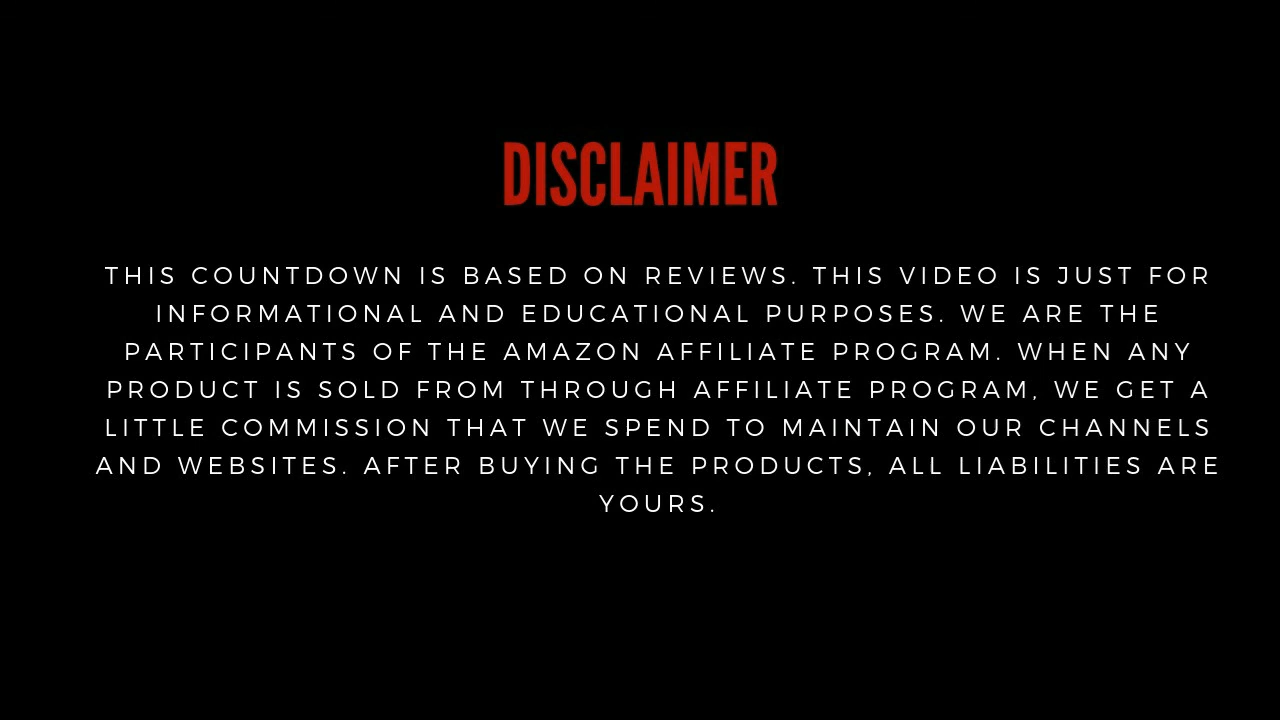 DISCLAIMER
THIS COUNTDOWN IS BASED ON REVIEWS. THIS VIDEO IS JUST FOR
INFORMATIONAL AND EDUCATIONAL PURPOSES. WE ARE THE
PARTICIPANTS OF THE AMAZON AFFILIATE PROGRAM. WHEN ANY
PRODUCT IS SOLD FROM THROUGH AFFILIATE PROGRAM, WE GET A
LITTLE COMMISSION THAT WE SPEND TO MAINTAIN OUR CHANNELS
AND WEBSITES. AFTER BUYING THE PRODUCTS, ALL LIABILITIES ARE
YOURS.